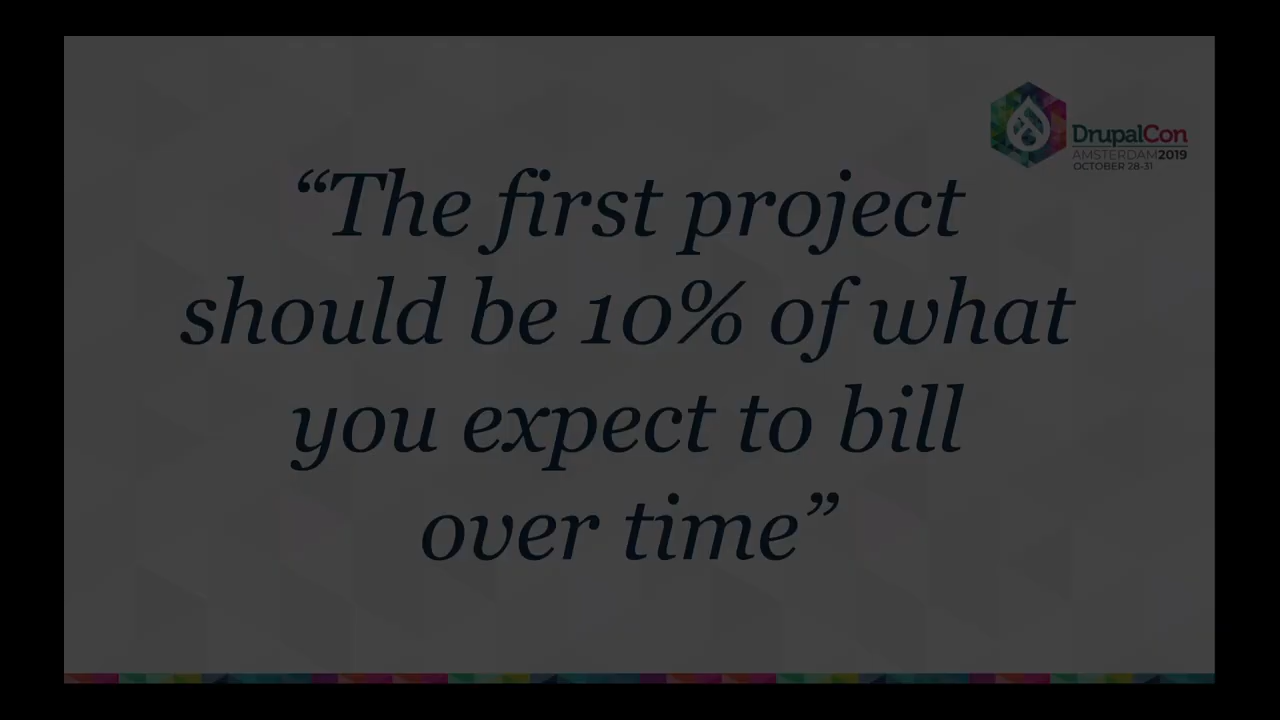 DrupalCon
AMSTERDAM2019
OCTOBER 28-31
“The first project
should be 10% of what
you expect to bill
over time”